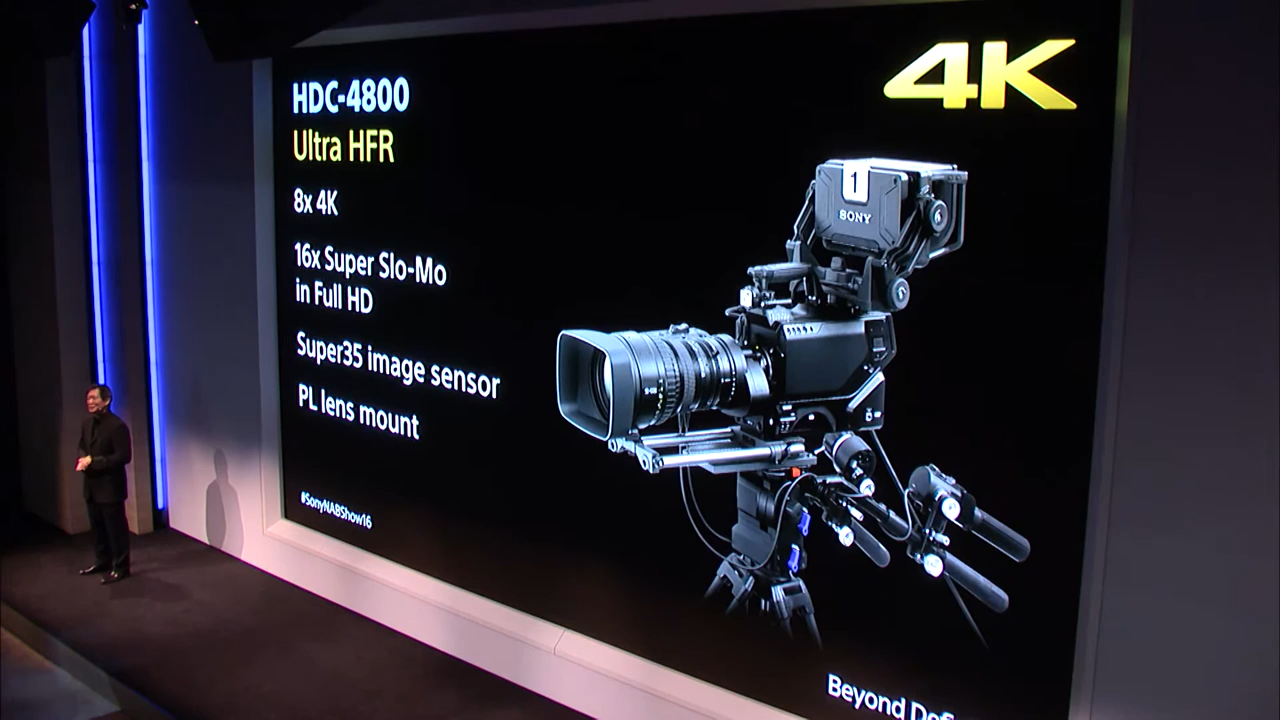 HDC-4800
Ultra HFR
4K
8x 4K
16x Super Slo-Mo
in Full HD
Super35 image sensor
PL lens mount
#SonyNABShow16
1
SONY
Beyond